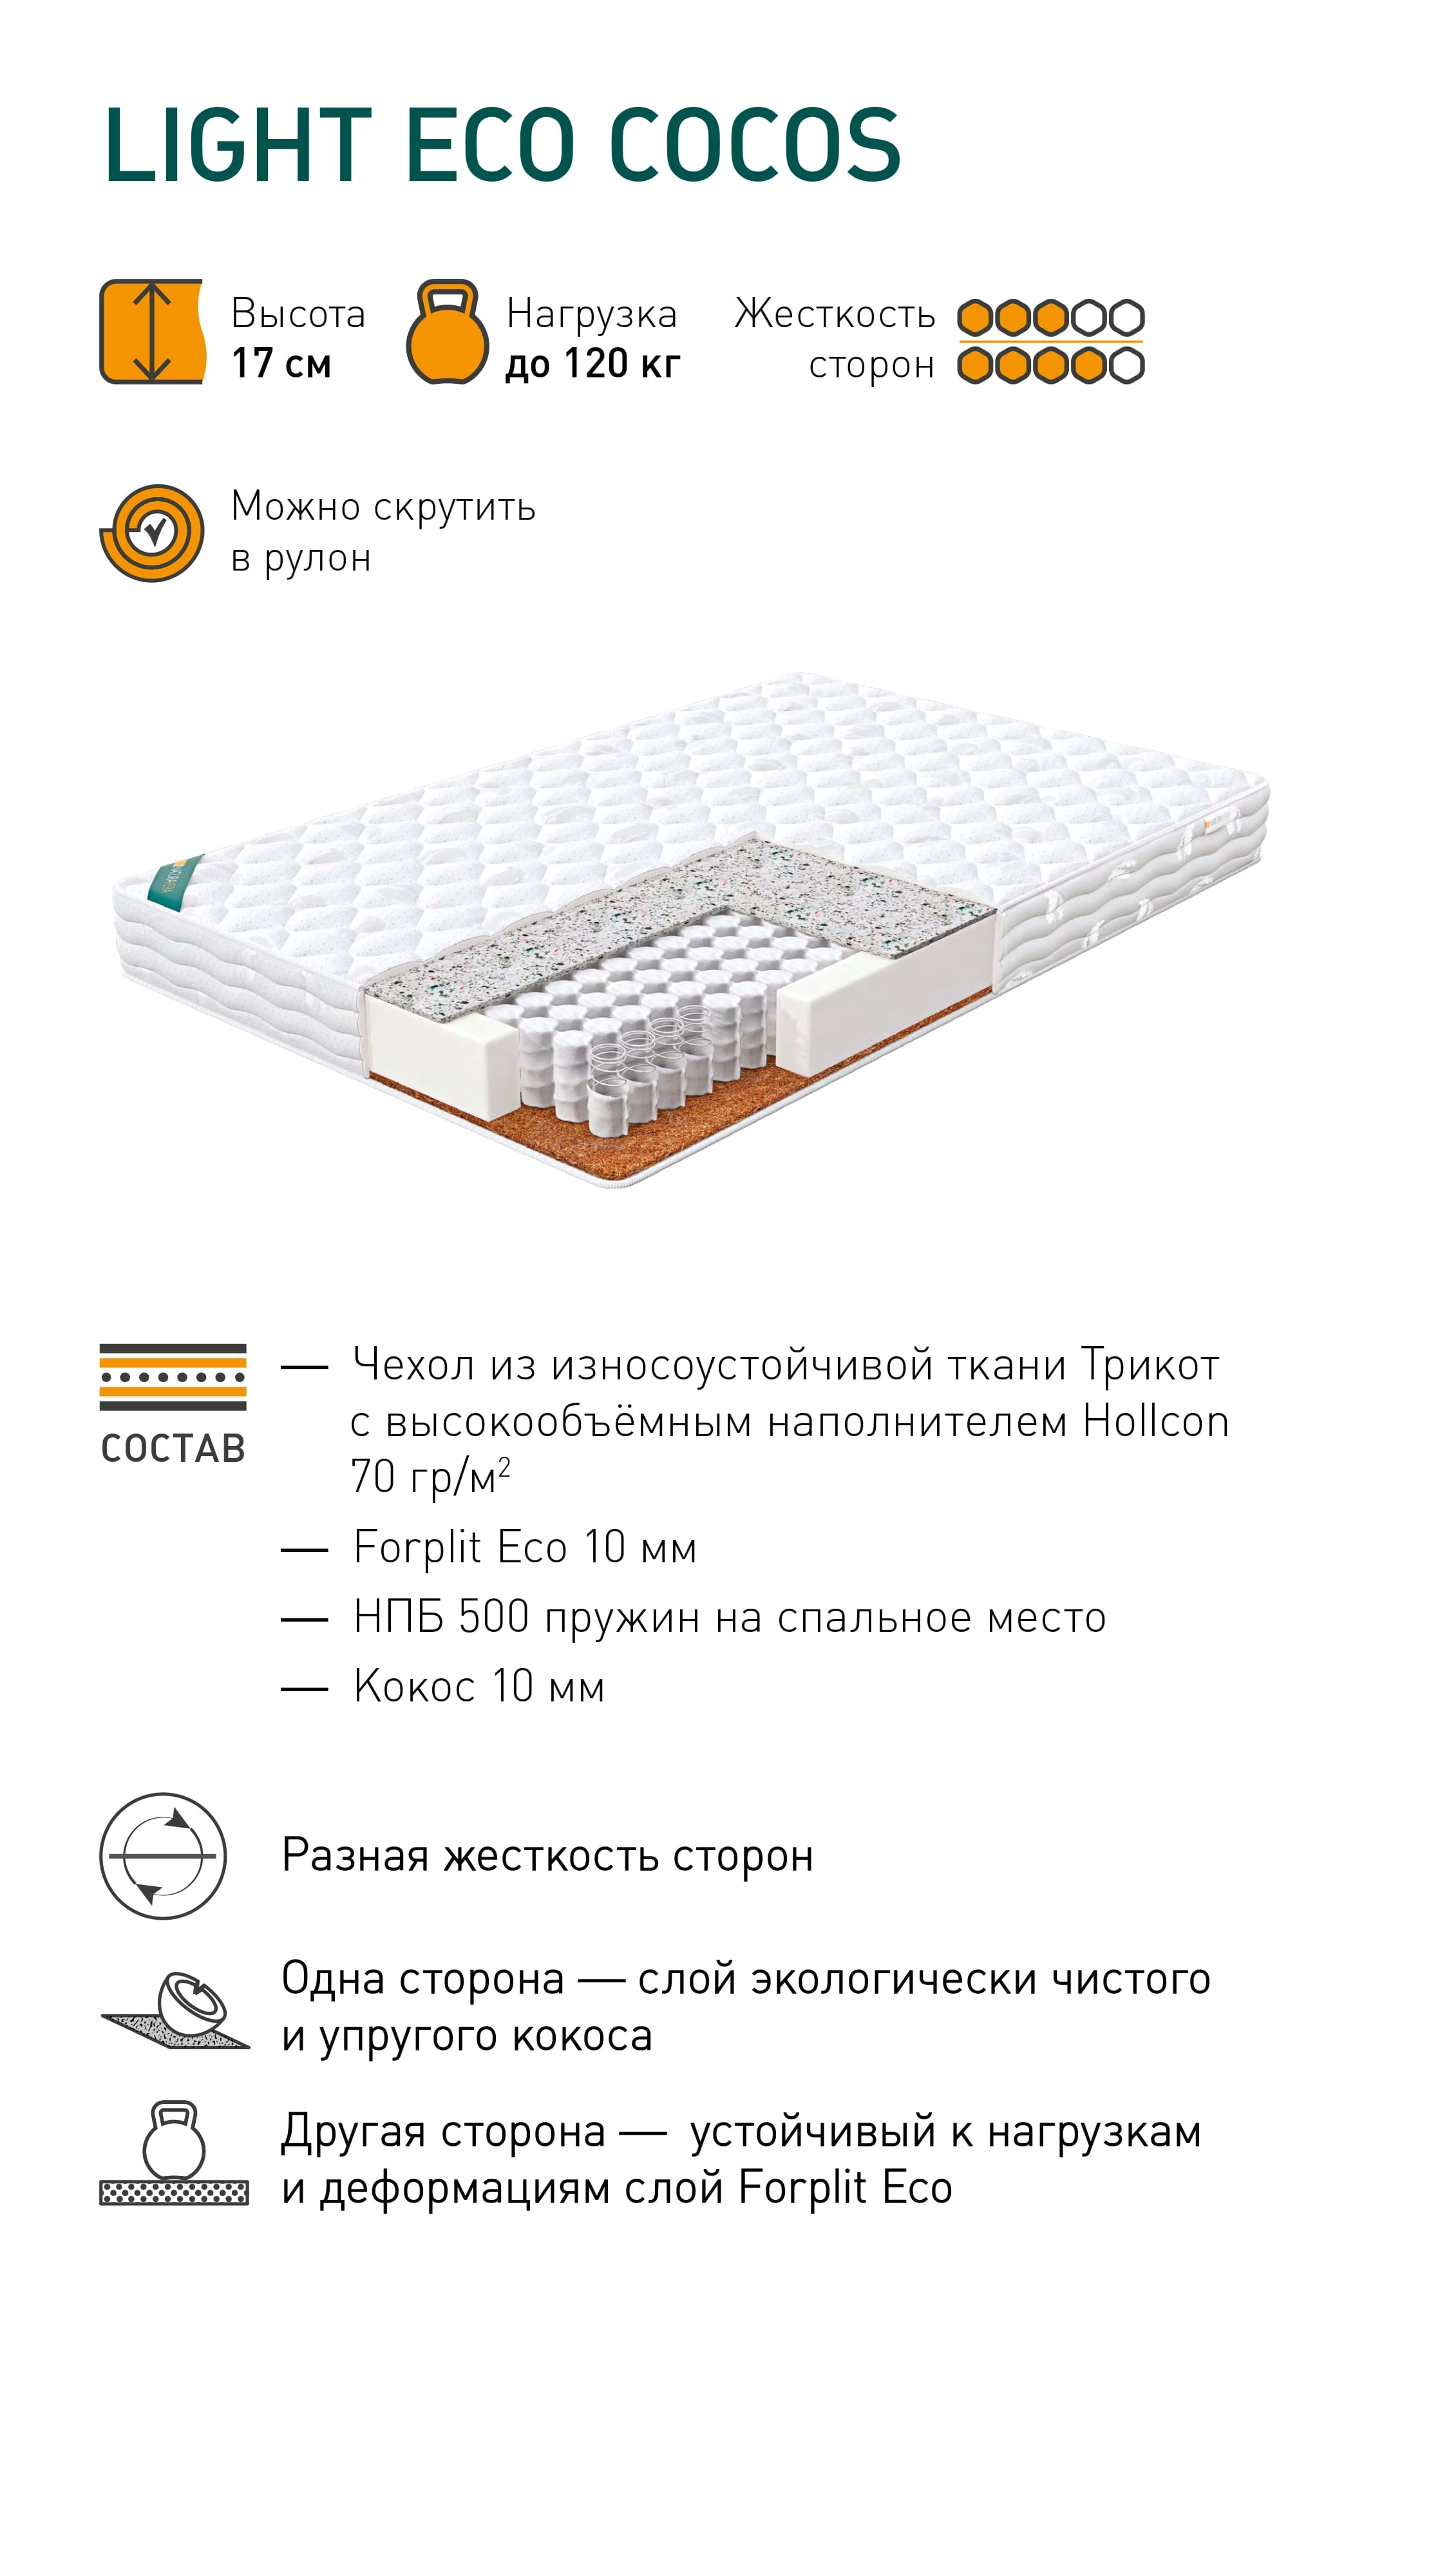 LIGHT ECO COCOS
Высота
17 см
Нагрузка
до 120 кг
Жесткость
сторон
Можно скрутить
в рулон
СОСТАВ
— Чехол из износоустойчивой ткани Трикот
с высокообъёмным наполнителем Hollcon
70 гр/м²
— Forplit Eco 10 мм
— НПБ 500 пружин на спальное место
— Кокос 10 мм
Разная жесткость сторон
Одна сторона — слой экологически чистого
и упругого кокоса
Другая сторона — устойчивый к нагрузкам
и деформациям слой Forplit Eco